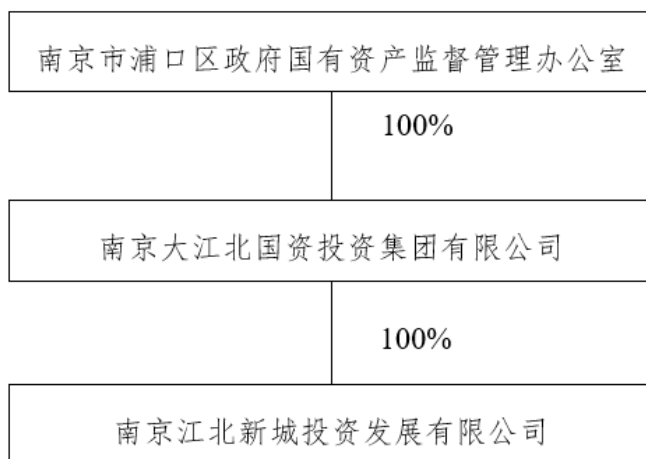 南京市浦口区政府国有资产监督管理办公室
100%
南京大江北国资投资集团有限公司
100%
南京江北新城投资发展有限公司